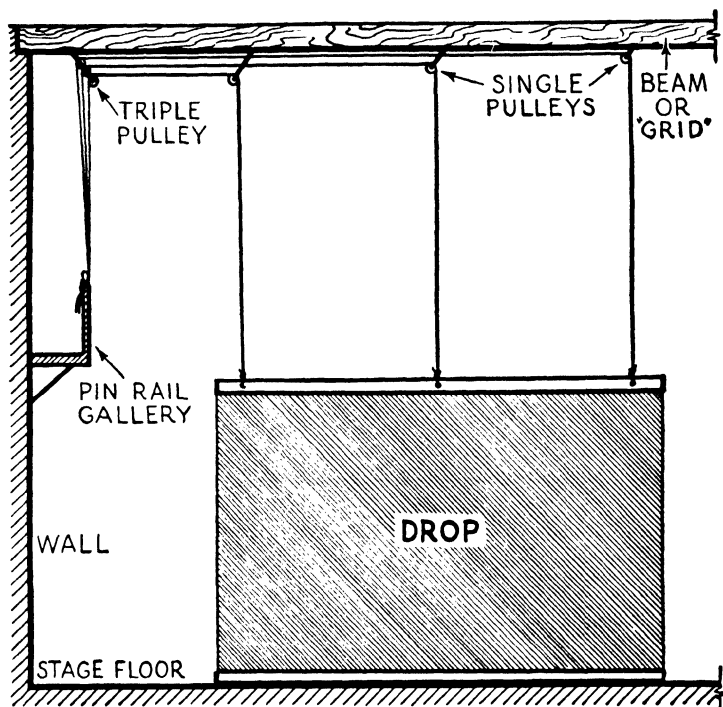 TRIPLE
PULLEY
SINGLE
PULLEYS
BEAM
OR
"GRID"
PIN RAIL
GALLERY
DROP
WALL
STAGE FLOOR